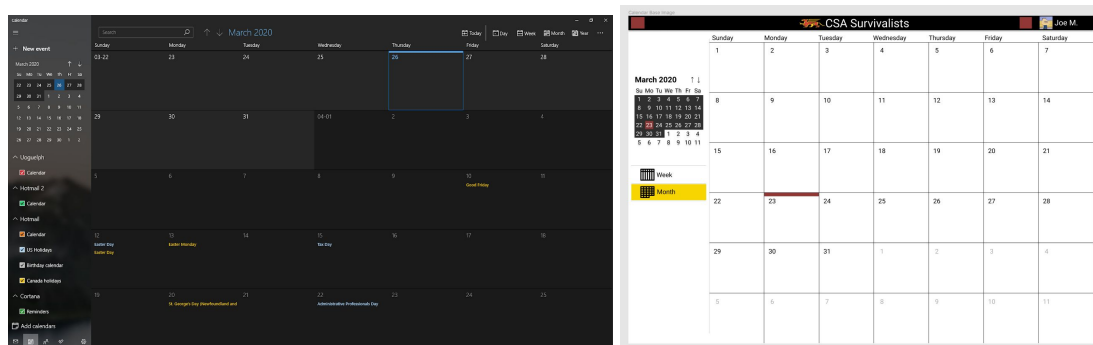 Calendar
Search
March 2020
Today
Day
Week
Month
Year
New event
March 2020
Su Mo Tu We Th Fr Sa
22 23 24 25 26 27 28
29 30 31 1 2 3 4
5 6 7 8 9 10 11
12 13 14 15 16 17 18
19 20 21 22 23 24 25
26 27 28 29 30 1 2
Uoguelph
Calendar
Hotmail 2
Calendar
Hotmail
Calendar
US Holidays
Birthday calendar
Canada holidays
Cortana
Reminders
Add calendars
Sunday Monday Tuesday Wednesday Thursday Friday Saturday
03-22 23 24 25 26 27 28
29 30 31 04-01 2 3 4
5 6 7 8 9 10 11
Good Friday
12 13 14 15 16 17 18
Easter Day Easter Monday Tax Day
Easter Day
19 20 21 22 23 24 25
St. George's Day (Newfoundland and Administrative Professionals Day
Calendar Base Image
CSA Survivalists
Joe M.
March 2020
Su Mo Tu We Th Fr Sa
1 2 3 4 5 6 7
8 9 10 11 12 13 14
15 16 17 18 19 20 21
22 23 24 25 26 27 28
29 30 31 1 2 3 4
5 6 7 8 9 10 11
Week
Month
Sunday Monday Tuesday Wednesday Thursday Friday Saturday
1 2 3 4 5 6 7
8 9 10 11 12 13 14
15 16 17 18 19 20 21
22 23 24 25 26 27 28
29 30 31 1 2 3 4
5 6 7 8 9 10 11